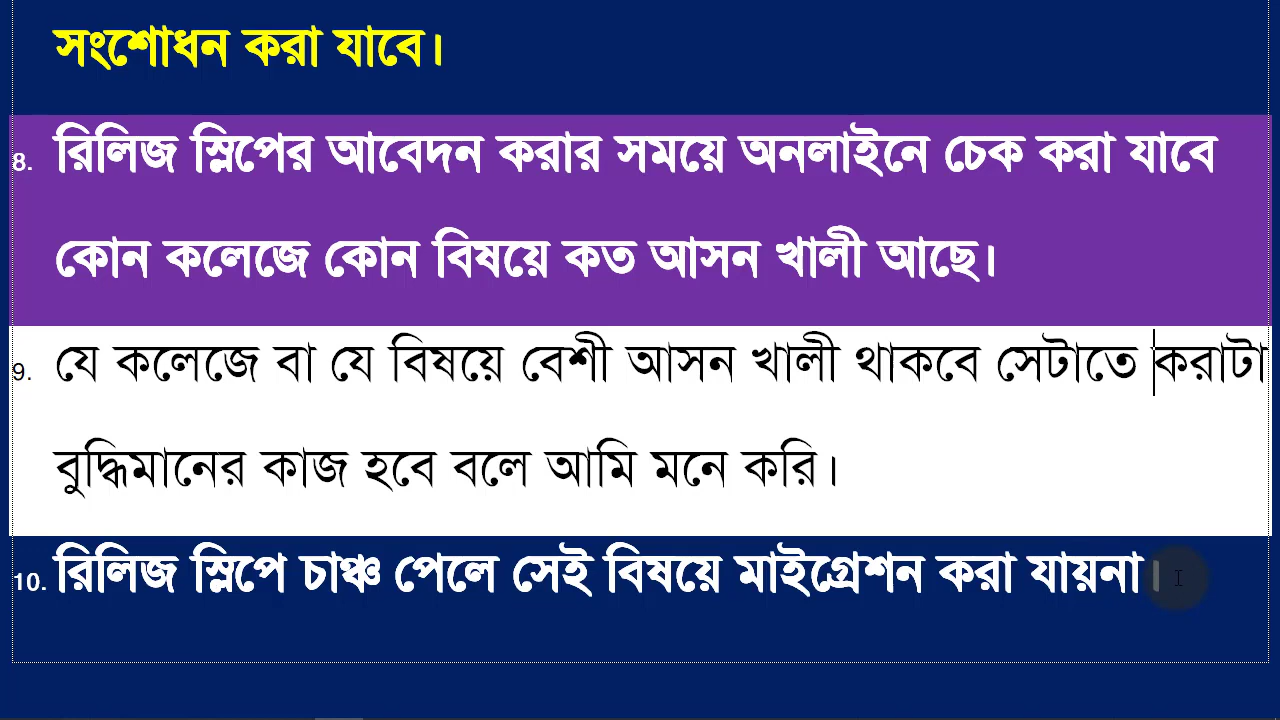 সংশোধন করা যাবে।
8. রিলিজ স্লিপের আবেদন করার সময়ে অনলাইনে চেক করা যাবে
কোন কলেজে কোন বিষয়ে কত আসন খালী আছে।
9. যে কলেজে বা যে বিষয়ে বেশী আসন খালী থাকবে সেটাতে করাটা
বুদ্ধিমানের কাজ হবে বলে আমি মনে করি।
10. রিলিজ স্লিপে চাঞ্চ পেলে সেই বিষয়ে মাইগ্রেশন করা যায়না।